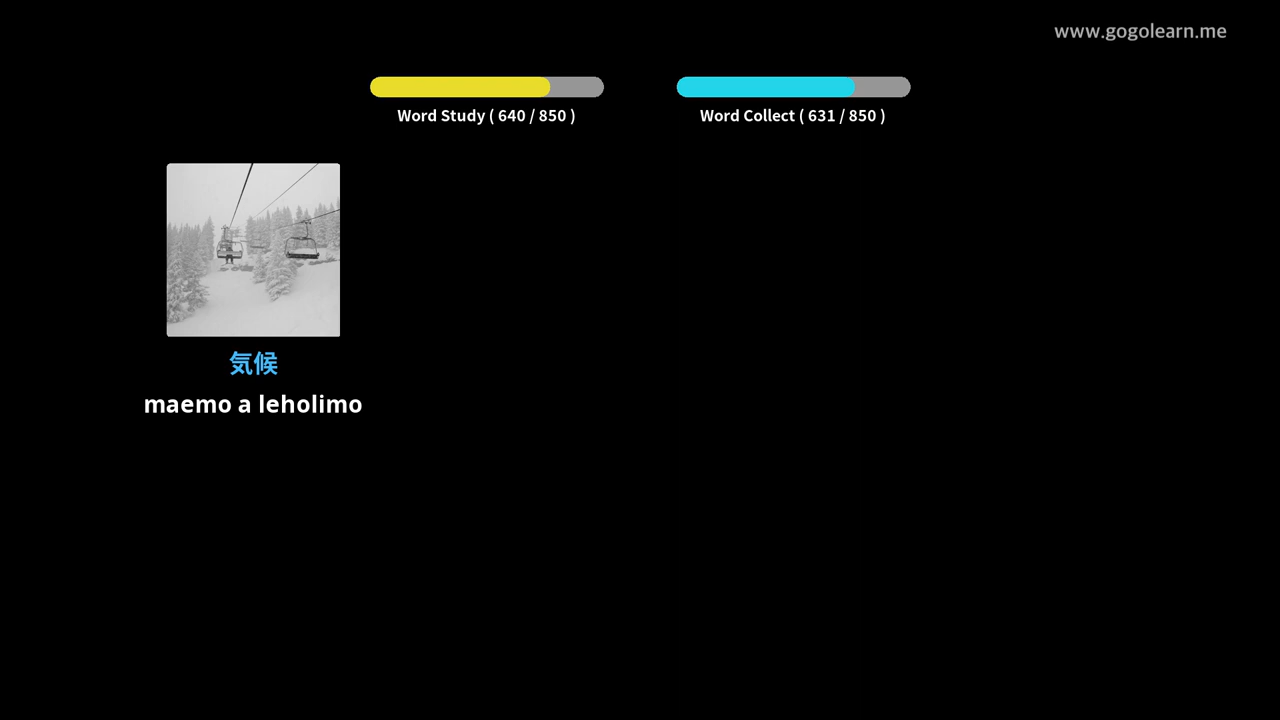 www.gogolearn.me
Word Study ( 640 / 850 )
Word Collect ( 631 / 850 )
気候
maemo a leholimo